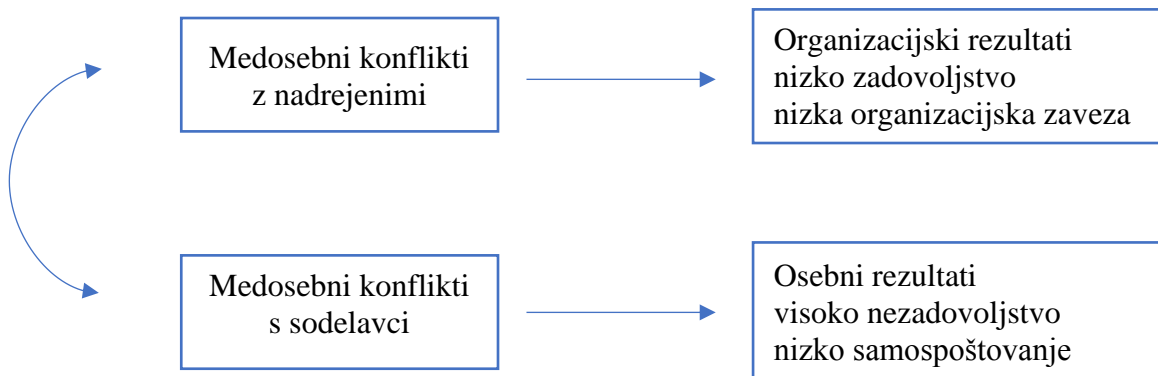 Medosebni konflikti
z nadrejenimi
Organizacijski rezultati
nizko zadovoljstvo
nizka organizacijska zaveza
Medosebni konflikti
s sodelavci
Osebni rezultati
visoko nezadovoljstvo
nizko samospoštovanje